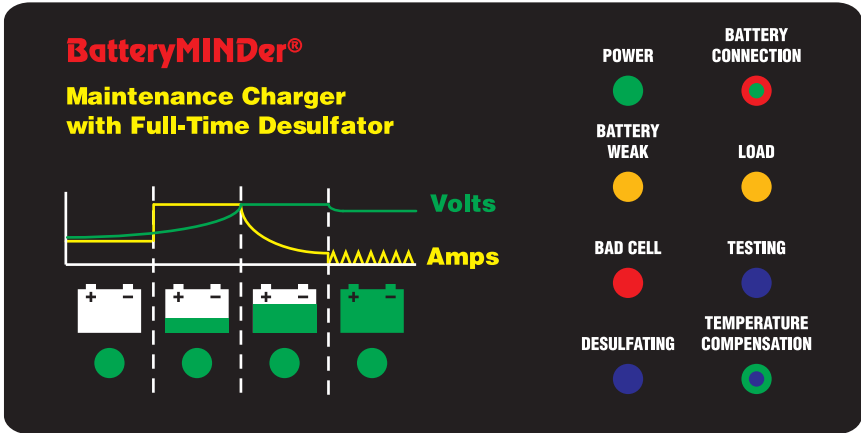 BatteryMINDer®
Maintenance Charger
with Full-Time Desulfator
Volts
Amps
+ -
+ -
+ -
+ -
POWER
BATTERY
CONNECTION
BATTERY
WEAK
LOAD
BAD CELL
TESTING
DESULFATING
TEMPERATURE
COMPENSATION